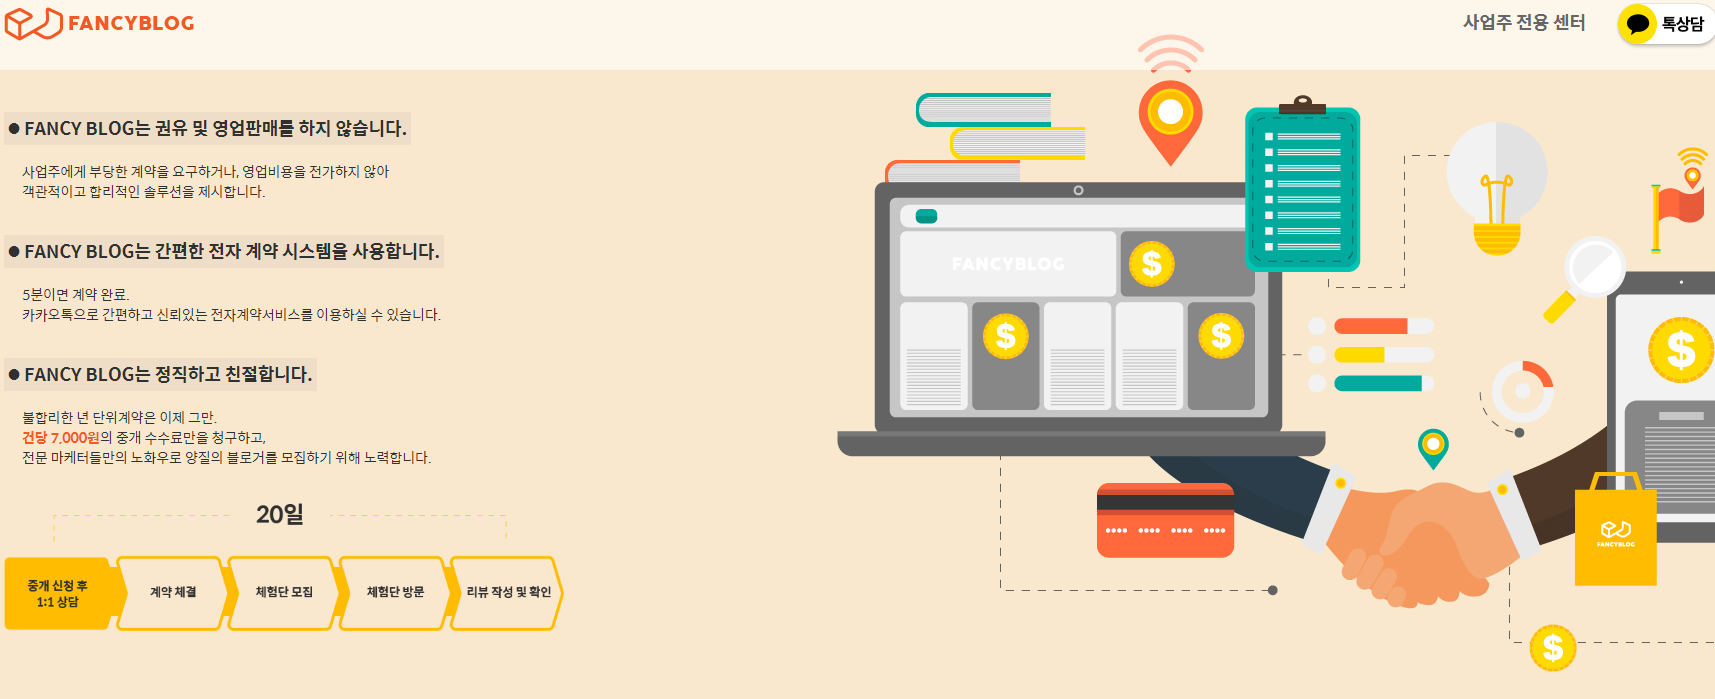 FANCYBLOG
사업주 전용 센터
톡상담
● FANCY BLOG는 권유 및 영업판매를 하지 않습니다.
사업주에게 부당한 계약을 요구하거나, 영업비용을 전가하지 않아
객관적이고 합리적인 솔루션을 제시합니다.
● FANCY BLOG는 간편한 전자 계약 시스템을 사용합니다.
5분이면 계약 완료.
카카오톡으로 간편하고 신뢰있는 전자계약서비스를 이용하실 수 있습니다.
● FANCY BLOG는 정직하고 친절합니다.
불합리한 년 단위계약은 이제 그만.
건당 7,000원의 중개 수수료만을 청구하고,
전문 마케터들만의 노화우로 양질의 블로거를 모집하기 위해 노력합니다.
20일
중개 신청 후
1:1 상담
계약 체결
체험단 모집
체험단 방문
리뷰 작성 및 확인
FANCYBLOG
$
$
$
$
FANCYBLOG
$